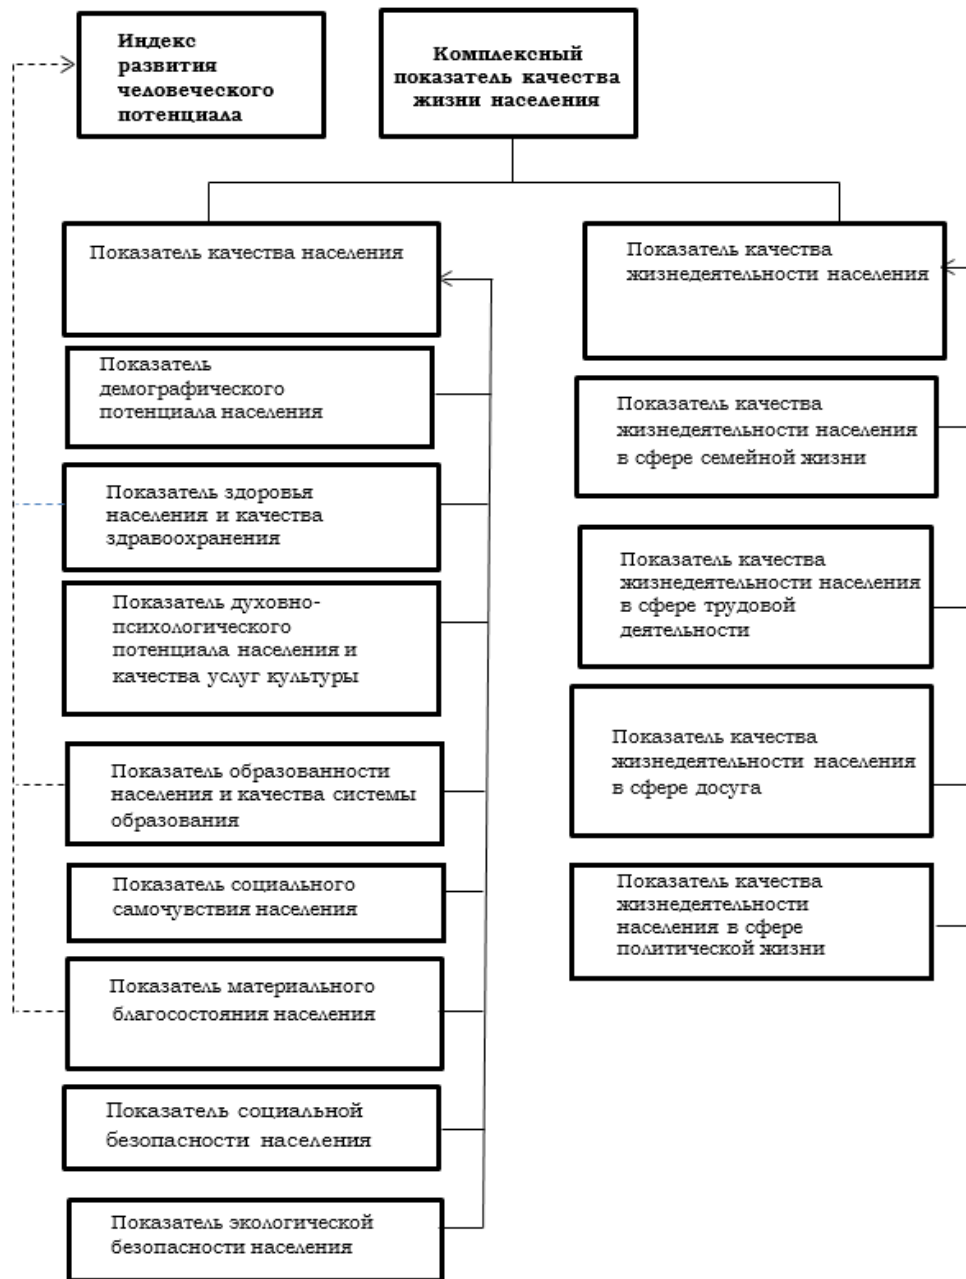 Индекс
развития
человеческого
потенциала
Комплексный
показатель качества
жизни населения
Показатель качества населения
Показатель
демографического
потенциала населения
Показатель здоровья
населения и качества
здравоохранения
Показатель духовно-
психологического
потенциала населения и
качества услуг культуры
Показатель образованности
населения и качества системы
образования
Показатель социального
самочувствия населения
Показатель материального
благосостояния населения
Показатель социальной
безопасности населения
Показатель экологической
безопасности населения
Показатель качества
жизнедеятельности населения
Показатель качества
жизнедеятельности населения
в сфере семейной жизни
Показатель качества
жизнедеятельности населения
в сфере трудовой
деятельности
Показатель качества
жизнедеятельности населения
в сфере досуга
Показатель качества
жизнедеятельности
населения в сфере
политической жизни